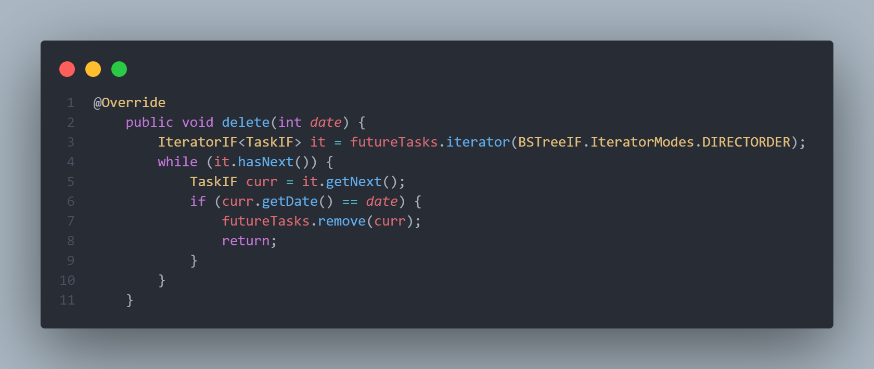 1 @Override
2     public void delete(int date) {
3         IteratorIF<TaskIF> it = futureTasks.iterator(BSTreeIF.IteratorModes.DIRECTORDER);
4         while (it.hasNext()) {
5             TaskIF curr = it.getNext();
6             if (curr.getDate() == date) {
7                 futureTasks.remove(curr);
8                 return;
9             }
10         }
11     }